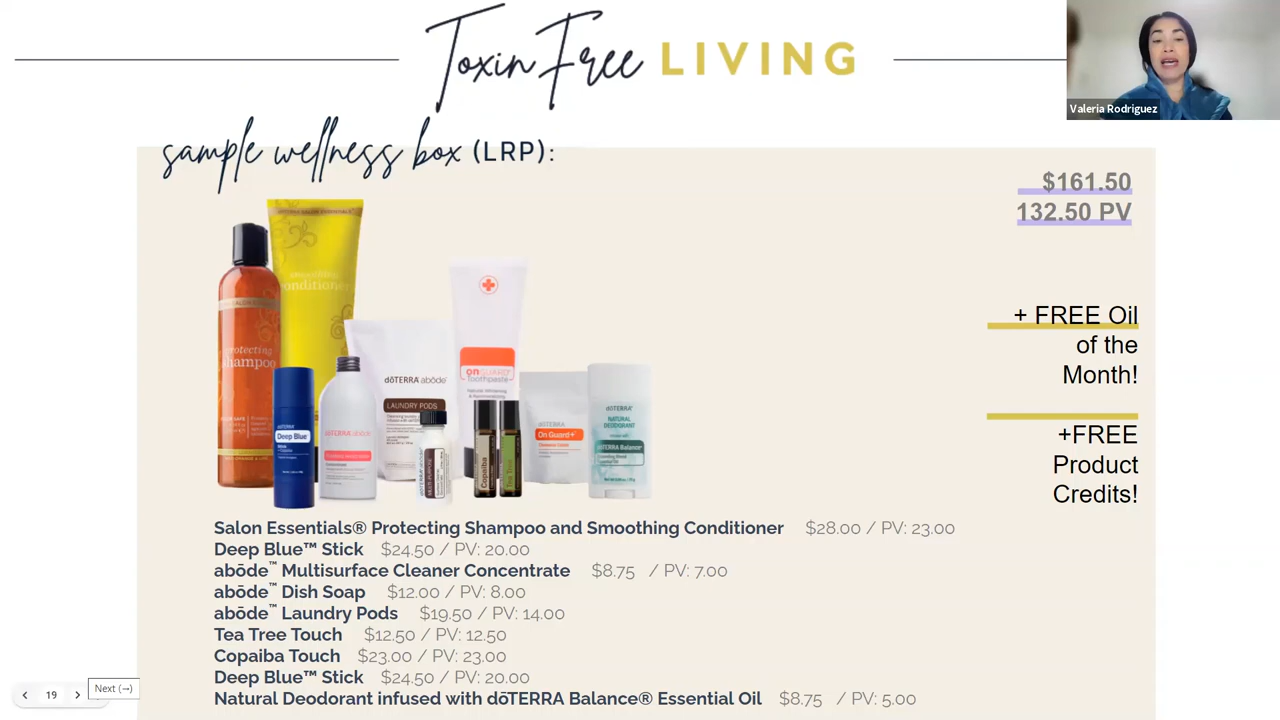 Toxin Free LIVING
Valeria Rodriguez
sample wellness box (LRP):
$161.50
132.50 PV
+ FREE Oil
of the
Month!
+FREE
Product
Credits!
protecting
shampoo
smoothing
conditioner
Deep Blue
dōTERRA abōde
LAUNDRY PODS
onGUARD
Toothpaste
Copaiba
Tea Tree
dōTERRA
On Guard+
dōTERRA
NATURAL
DEODORANT
dōTERRA Balance
Salon Essentials® Protecting Shampoo and Smoothing Conditioner $28.00 / PV: 23.00
Deep Blue™ Stick $24.50 / PV: 20.00
abōde™ Multisurface Cleaner Concentrate $8.75 / PV: 7.00
abōde™ Dish Soap $12.00 / PV: 8.00
abōde™ Laundry Pods $19.50 / PV: 14.00
Tea Tree Touch $12.50 / PV: 12.50
Copaiba Touch $23.00 / PV: 23.00
Deep Blue™ Stick $24.50 / PV: 20.00
Natural Deodorant infused with dōTERRA Balance® Essential Oil $8.75 / PV: 5.00
19
Next (→)